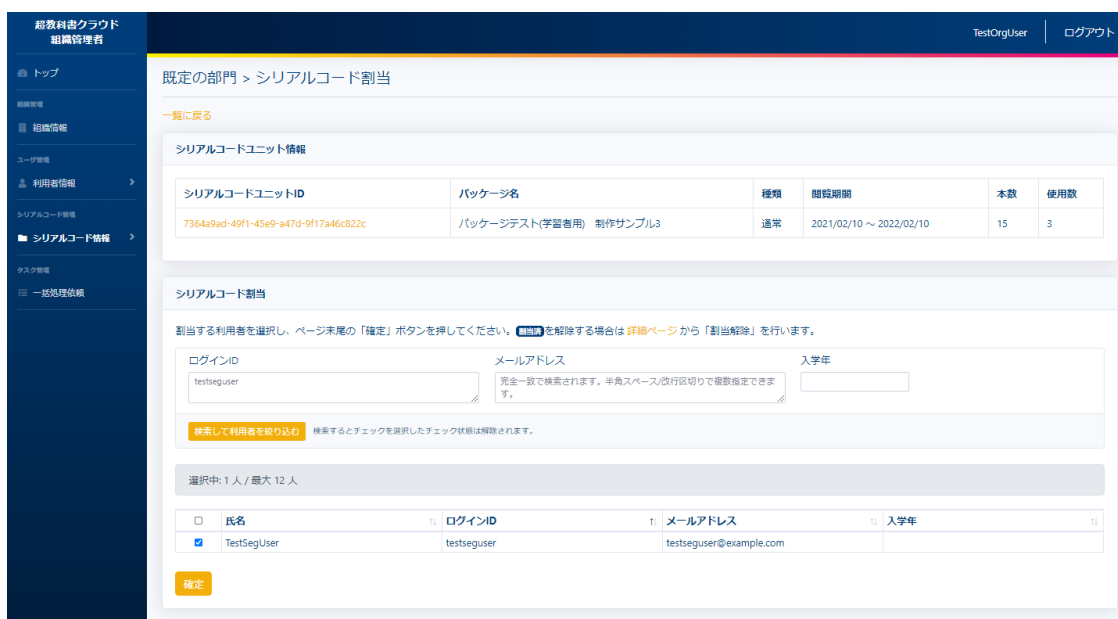 超教科書クラウド
組織管理者
TestOrgUser
ログアウト
トップ
組織管理
組織情報
ユーザ管理
利用者情報
シリアルコード管理
シリアルコード情報
タスク管理
一括処理依頼
既定の部門 > シリアルコード割当
一覧に戻る
シリアルコードユニット情報
シリアルコードユニットID パッケージ名 種類 閲覧期間 本数 使用数
7364a9ad-49f1-45e9-a47d-9f17a46c822c パッケージテスト(学習者用) 制作サンプル3 通常 2021/02/10 ～ 2022/02/10 15 3
シリアルコード割当
割当する利用者を選択し、ページ末尾の「確定」ボタンを押してください。割当済を解除する場合は 詳細ページ から「割当解除」を行います。
ログインID メールアドレス 入学年
testseguser
完全一致で検索されます。半角スペース/改行区切りで複数指定できま
す。
検索して利用者を絞り込む 検索するとチェックを選択したチェック状態は解除されます。
選択中: 1 人 / 最大 12 人
氏名 ログインID メールアドレス 入学年
TestSegUser testseguser testseguser@example.com
確定